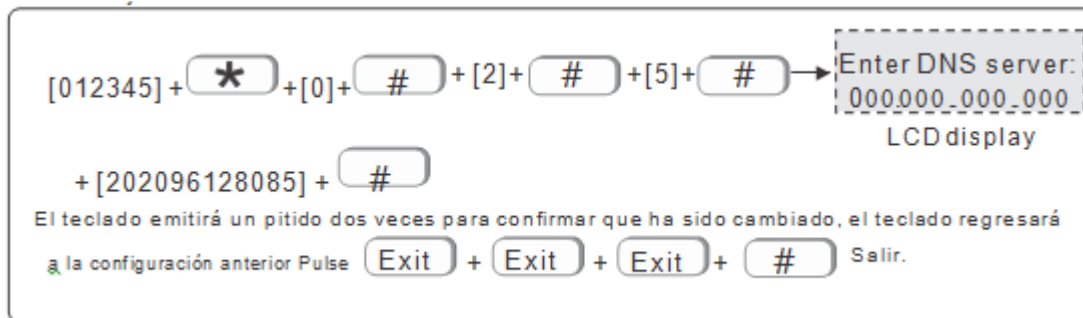 [012345] + * +[0]+ # + [2]+ # +[5]+ # Enter DNS server:
000.000_000_000
LCD display
+ [202096128085] + #
El teclado emitirá un pitido dos veces para confirmar que ha sido cambiado, el teclado regresará
a la configuración anterior Pulse Exit + Exit + Exit + # Salir.